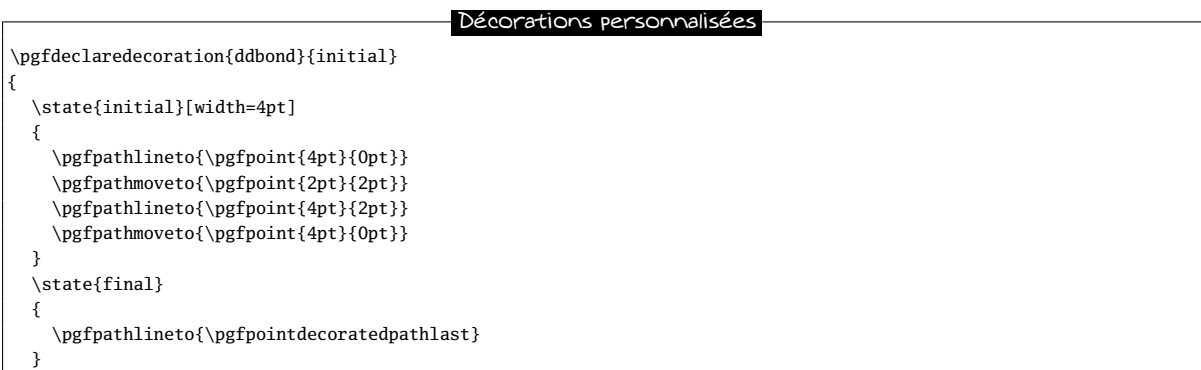 Décorations personnalisées
\pgfdeclaredecoration{ddbond}{initial}
{
\state{initial}[width=4pt]
{
\pgfpathlineto{\pgfpoint{4pt}{0pt}}
\pgfpathmoveto{\pgfpoint{2pt}{2pt}}
\pgfpathlineto{\pgfpoint{4pt}{2pt}}
\pgfpathmoveto{\pgfpoint{4pt}{0pt}}
}
\state{final}
{
\pgfpathlineto{\pgfpointdecoratedpathlast}
}